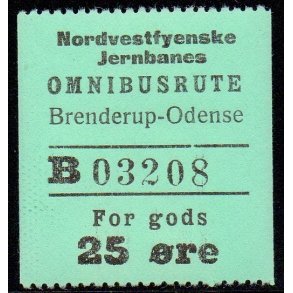 Nordvestfyenske
Jernbanes
OMNIBUSRUTE
Brenderup-Odense
B 03208
For gods
25 øre